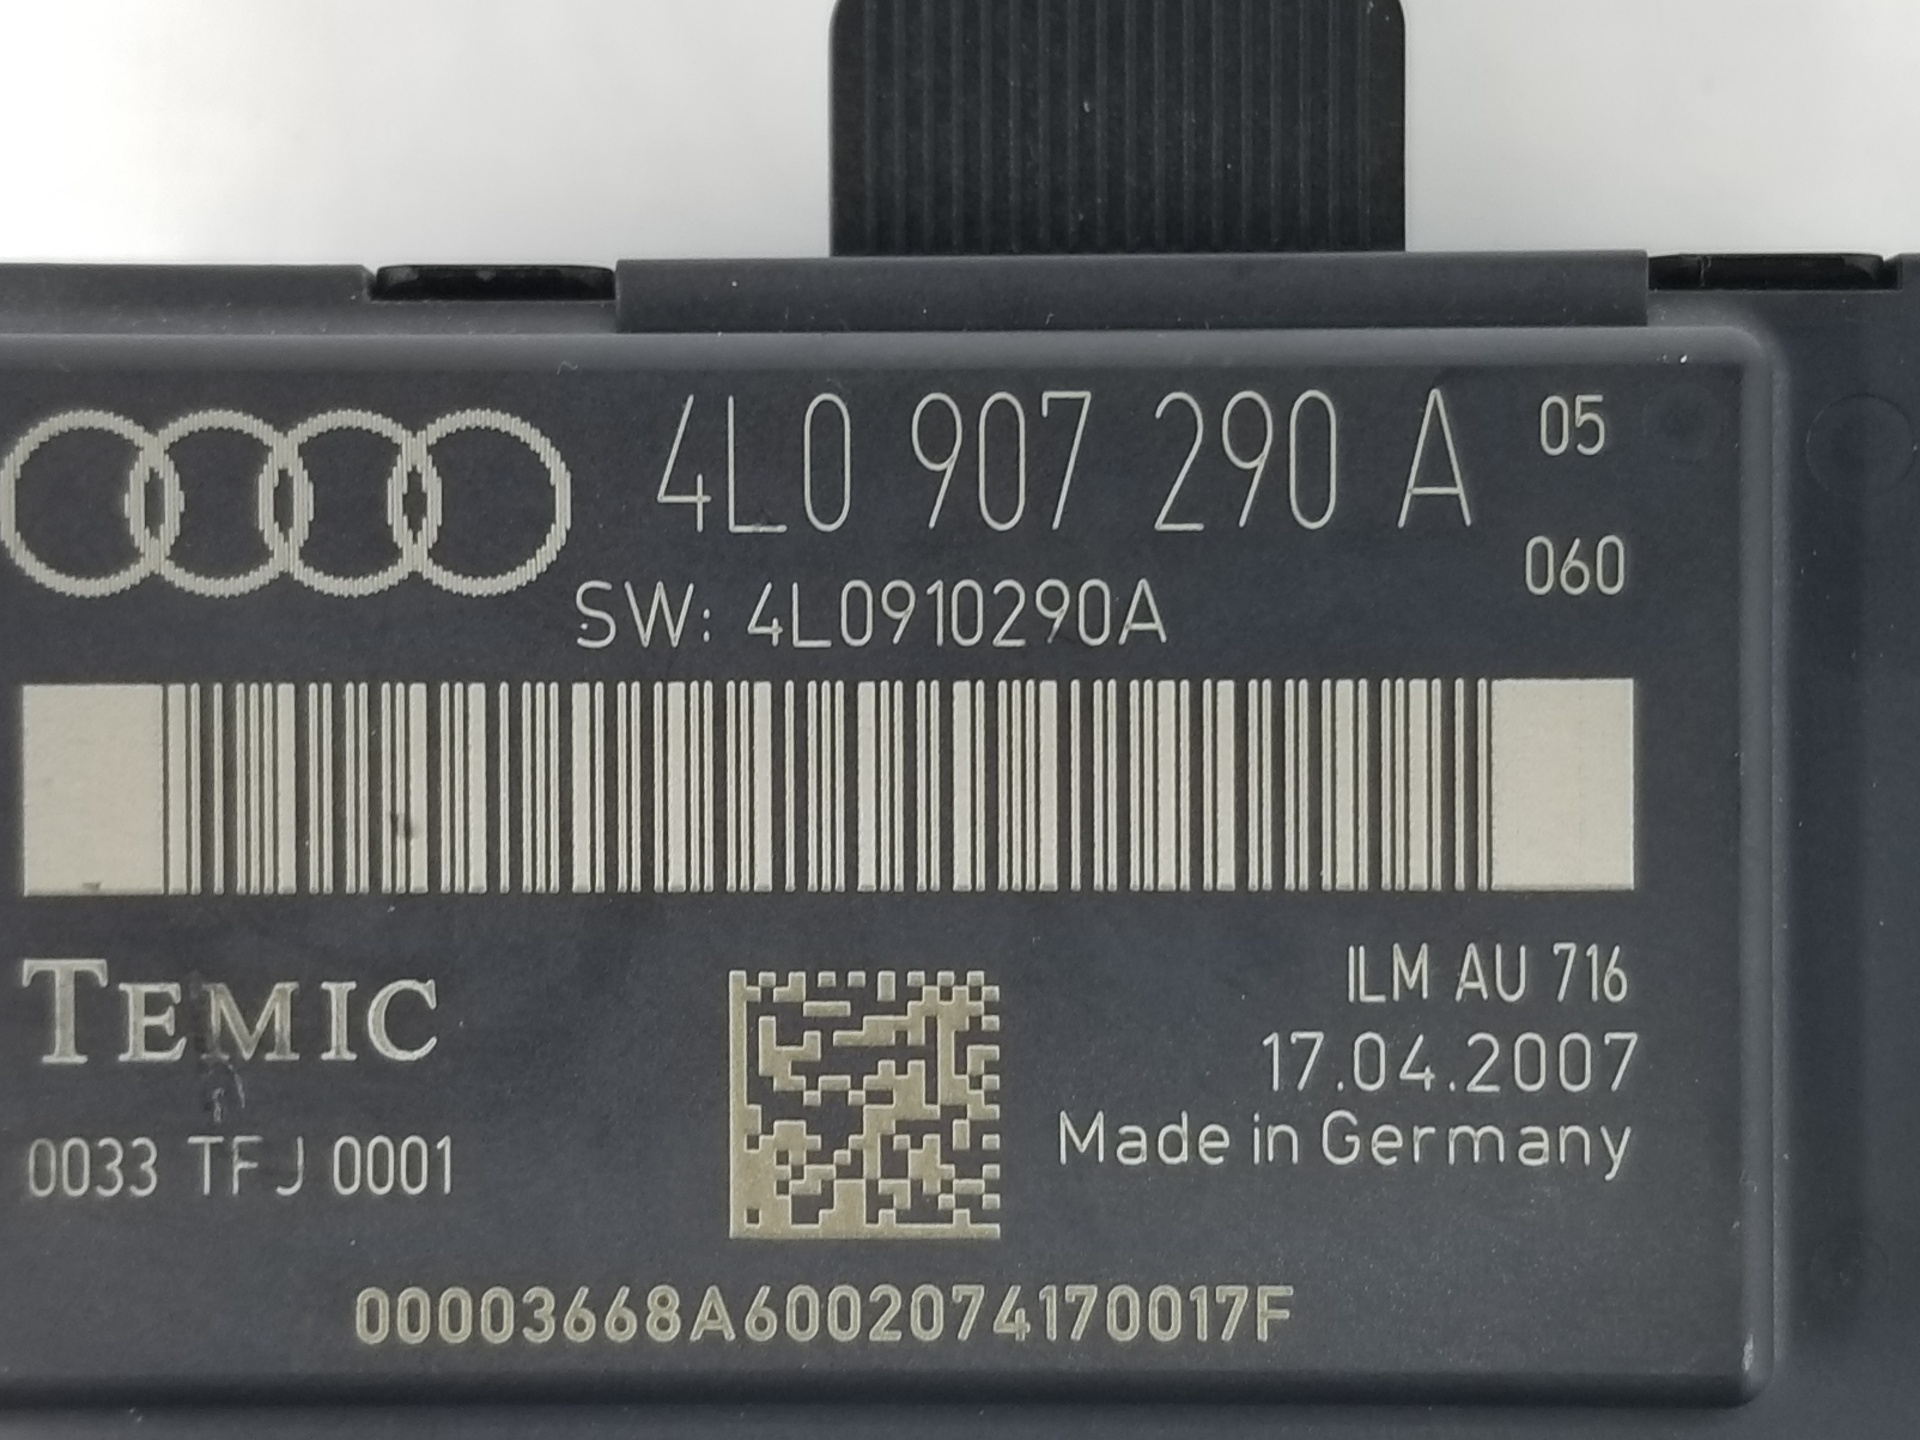 4L0 907 290 A 05
060
SW: 4L0910290A
TEMIC
0033 TFJ 0001
ILM AU 716
17.04.2007
Made in Germany
00003668A6002074170017F